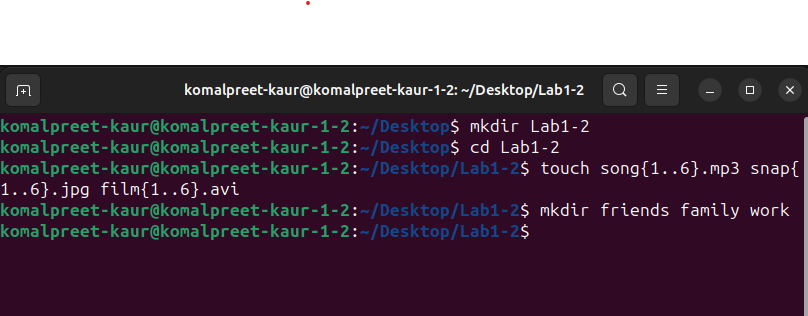 komalpreet-kaur@komalpreet-kaur-1-2: ~/Desktop/Lab1-2
komalpreet-kaur@komalpreet-kaur-1-2:~/Desktop$ mkdir Lab1-2
komalpreet-kaur@komalpreet-kaur-1-2:~/Desktop$ cd Lab1-2
komalpreet-kaur@komalpreet-kaur-1-2:~/Desktop/Lab1-2$ touch song{1..6}.mp3 snap{
1..6}.jpg film{1..6}.avi
komalpreet-kaur@komalpreet-kaur-1-2:~/Desktop/Lab1-2$ mkdir friends family work
komalpreet-kaur@komalpreet-kaur-1-2:~/Desktop/Lab1-2$